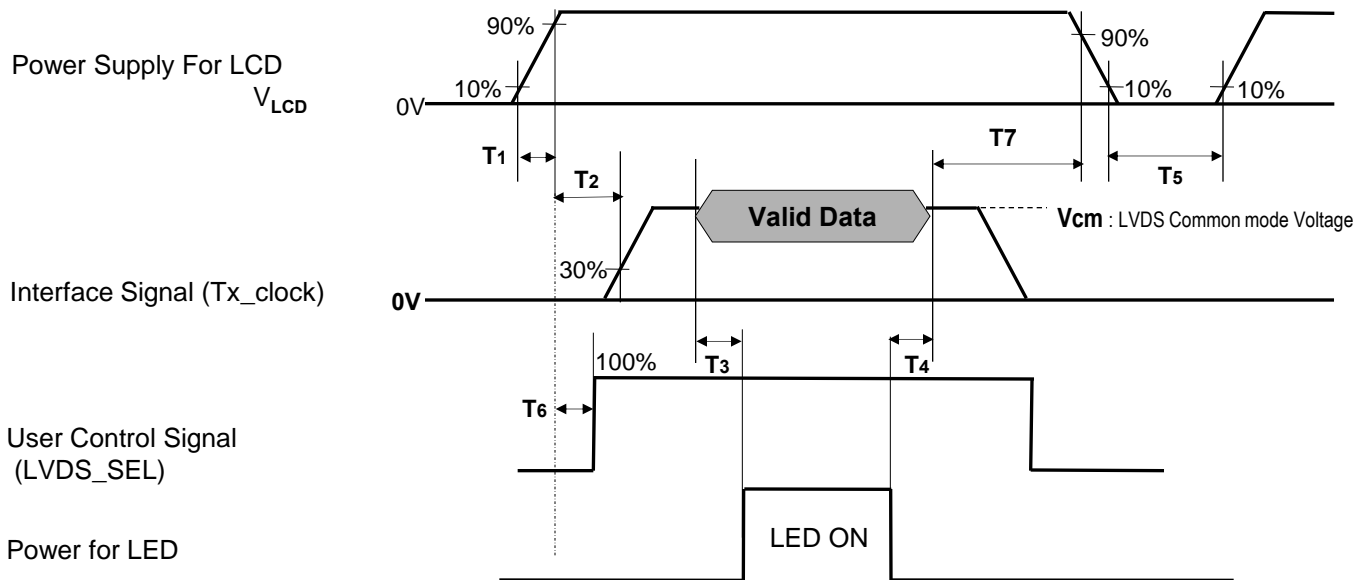 90%
90%
Power Supply For LCD
VLCD
10%
10%
10%
0V
T1
T7
T2
T5
Valid Data
Vcm : LVDS Common mode Voltage
30%
Interface Signal (Tx_clock)
0V
100%
T3
T4
T6
User Control Signal
(LVDS_SEL)
LED ON
Power for LED